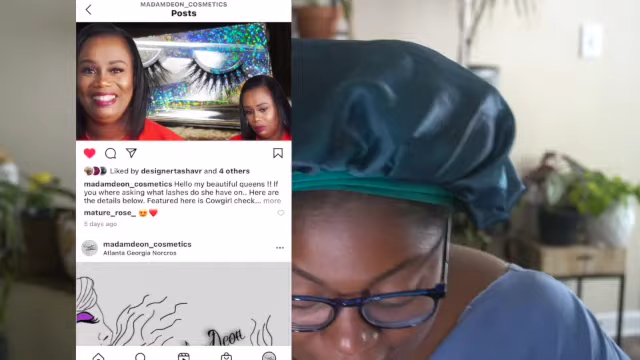 MADAMDEON_COSMETICS
Posts
Liked by designertashavr and 4 others
madamdeon_cosmetics Hello my beautiful queens !! If
you where asking what lashes do she have on.. Here are
the details below. Featured here is Cowgirl check... more
mature_rose_ 😍❤️
5 days ago
madamdeon_cosmetics
Atlanta Georgia Norcros
Deon